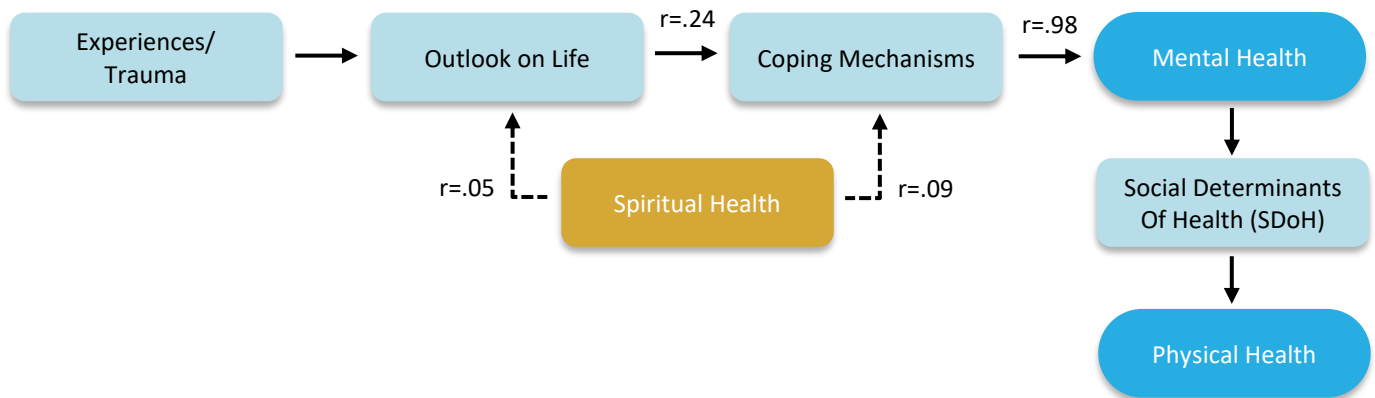 r=.24
r=.98
Experiences/
Trauma
Outlook on Life
Coping Mechanisms
Mental Health
r=.05
Spiritual Health
r=.09
Social Determinants
Of Health (SDoH)
Physical Health